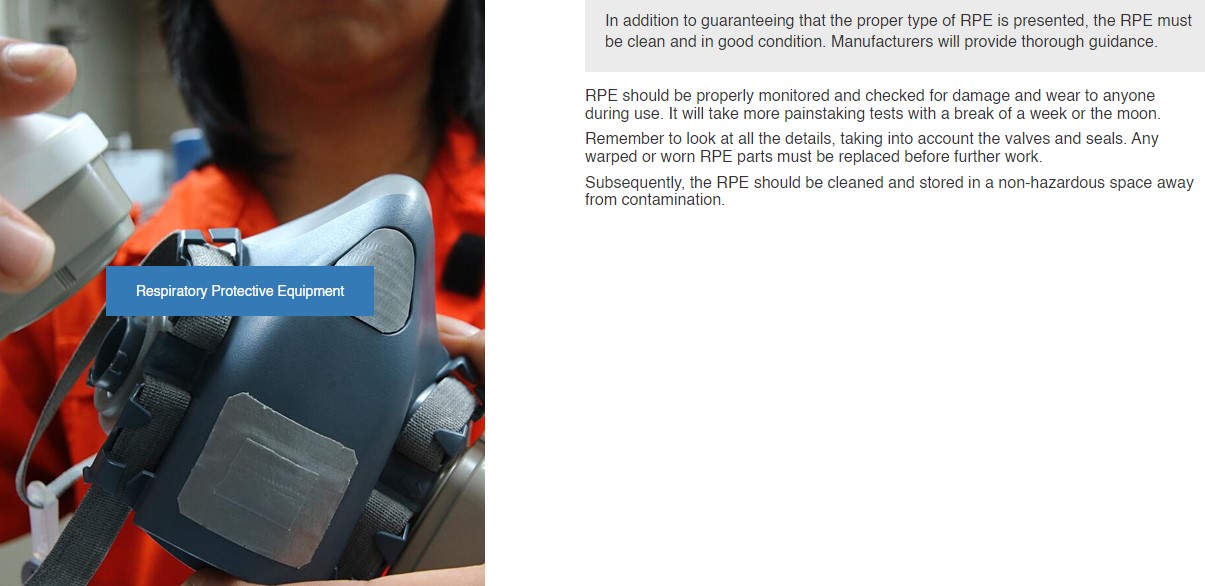 In addition to guaranteeing that the proper type of RPE is presented, the RPE must
be clean and in good condition. Manufacturers will provide thorough guidance.
RPE should be properly monitored and checked for damage and wear to anyone
during use. It will take more painstaking tests with a break of a week or the moon.
Remember to look at all the details, taking into account the valves and seals. Any
warped or worn RPE parts must be replaced before further work.
Subsequently, the RPE should be cleaned and stored in a non-hazardous space away
from contamination.
Respiratory Protective Equipment